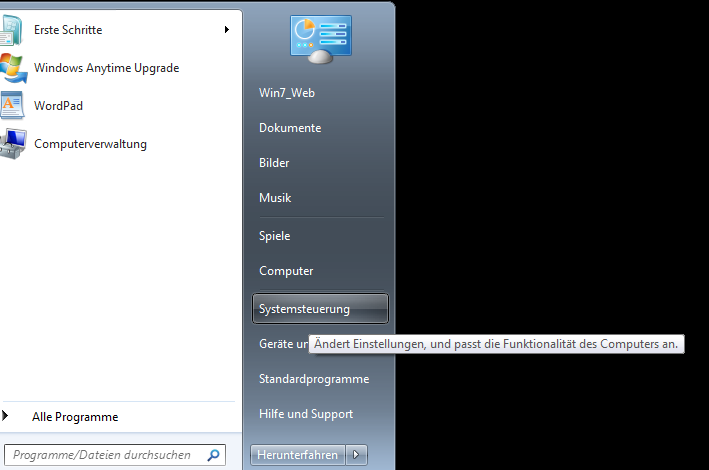 Erste Schritte
Windows Anytime Upgrade
WordPad
Computerverwaltung
Alle Programme
Programme/Dateien durchsuchen
Win7_Web
Dokumente
Bilder
Musik
Spiele
Computer
Systemsteuerung
Geräte
Ändert Einstellungen, und passt die Funktionalität des Computers an.
Standardprogramme
Hilfe und Support
Herunterfahren